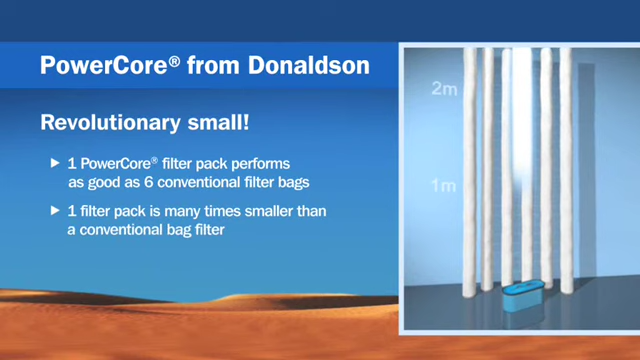 PowerCore® from Donaldson
Revolutionary small!
1 PowerCore® filter pack performs
as good as 6 conventional filter bags
1 filter pack is many times smaller than
a conventional bag filter
2m
1m